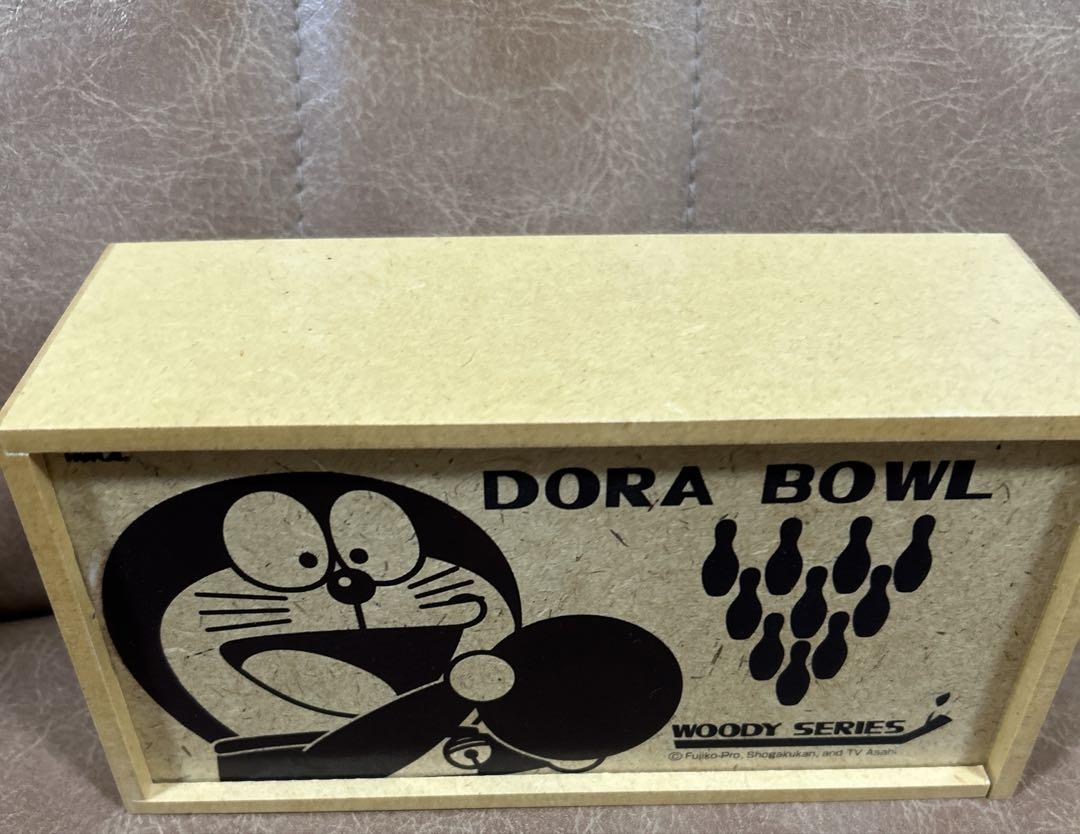 DORA BOWL
WOODY SERIES
© Fujiko-Pro, Shogakukan, and TV Asahi